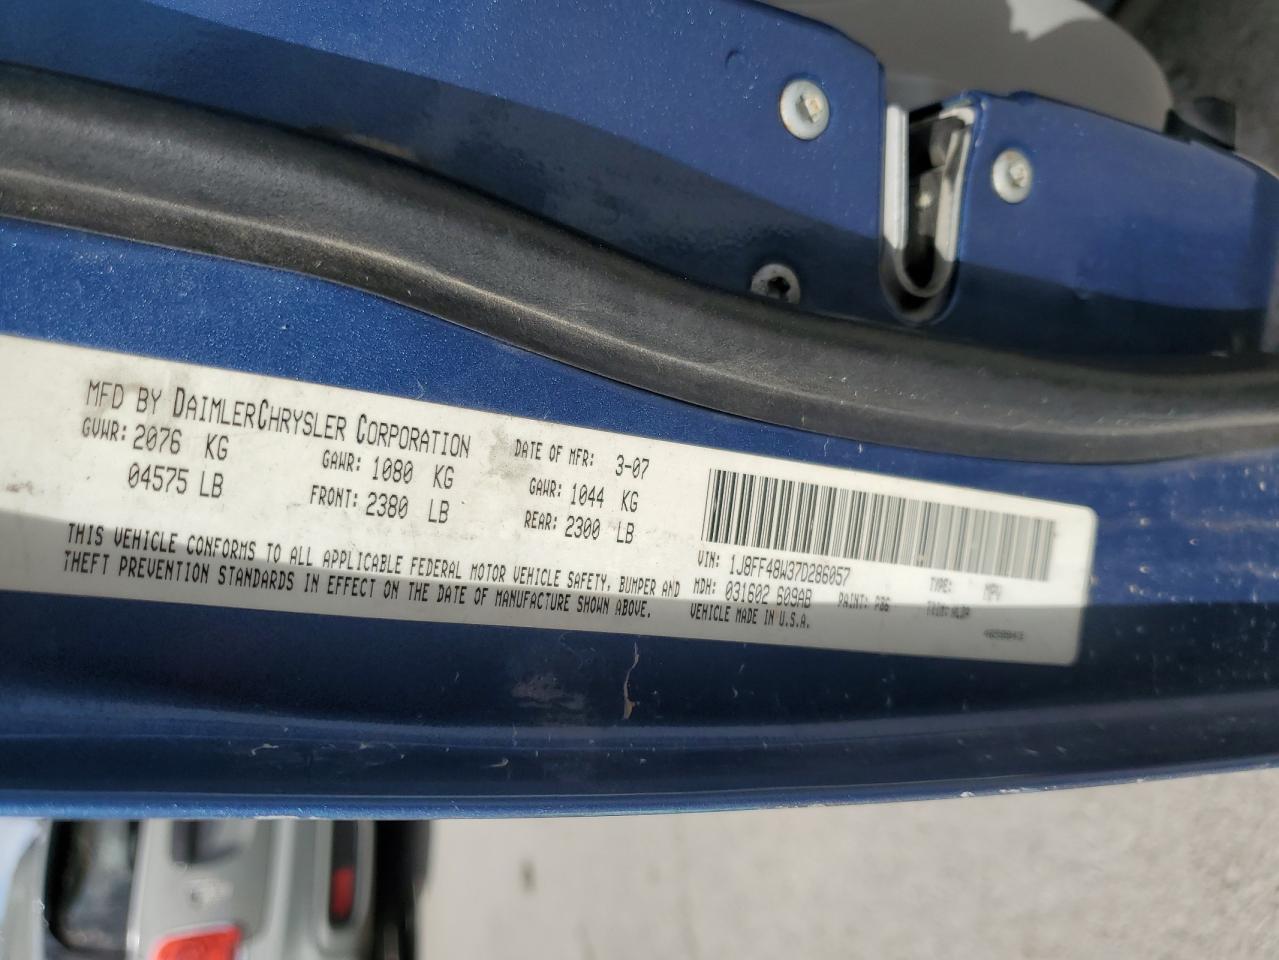 MFD BY DAIMLERCHRYSLER CORPORATION
DATE OF MFR: 3-07
GVWR: 2076 KG
04575 LB
GAWR: 1080 KG
FRONT: 2380 LB
GAWR: 1044 KG
REAR: 2300 LB
THIS VEHICLE CONFORMS TO ALL APPLICABLE FEDERAL MOTOR VEHICLE SAFETY, BUMPER AND
THEFT PREVENTION STANDARDS IN EFFECT ON THE DATE OF MANUFACTURE SHOWN ABOVE.
VIN: 1J8FF48W37D286057
TYPE: MPV
MDH: 031602 609AB
PAINT: PB6
TRIM:
VEHICLE MADE IN U.S.A.